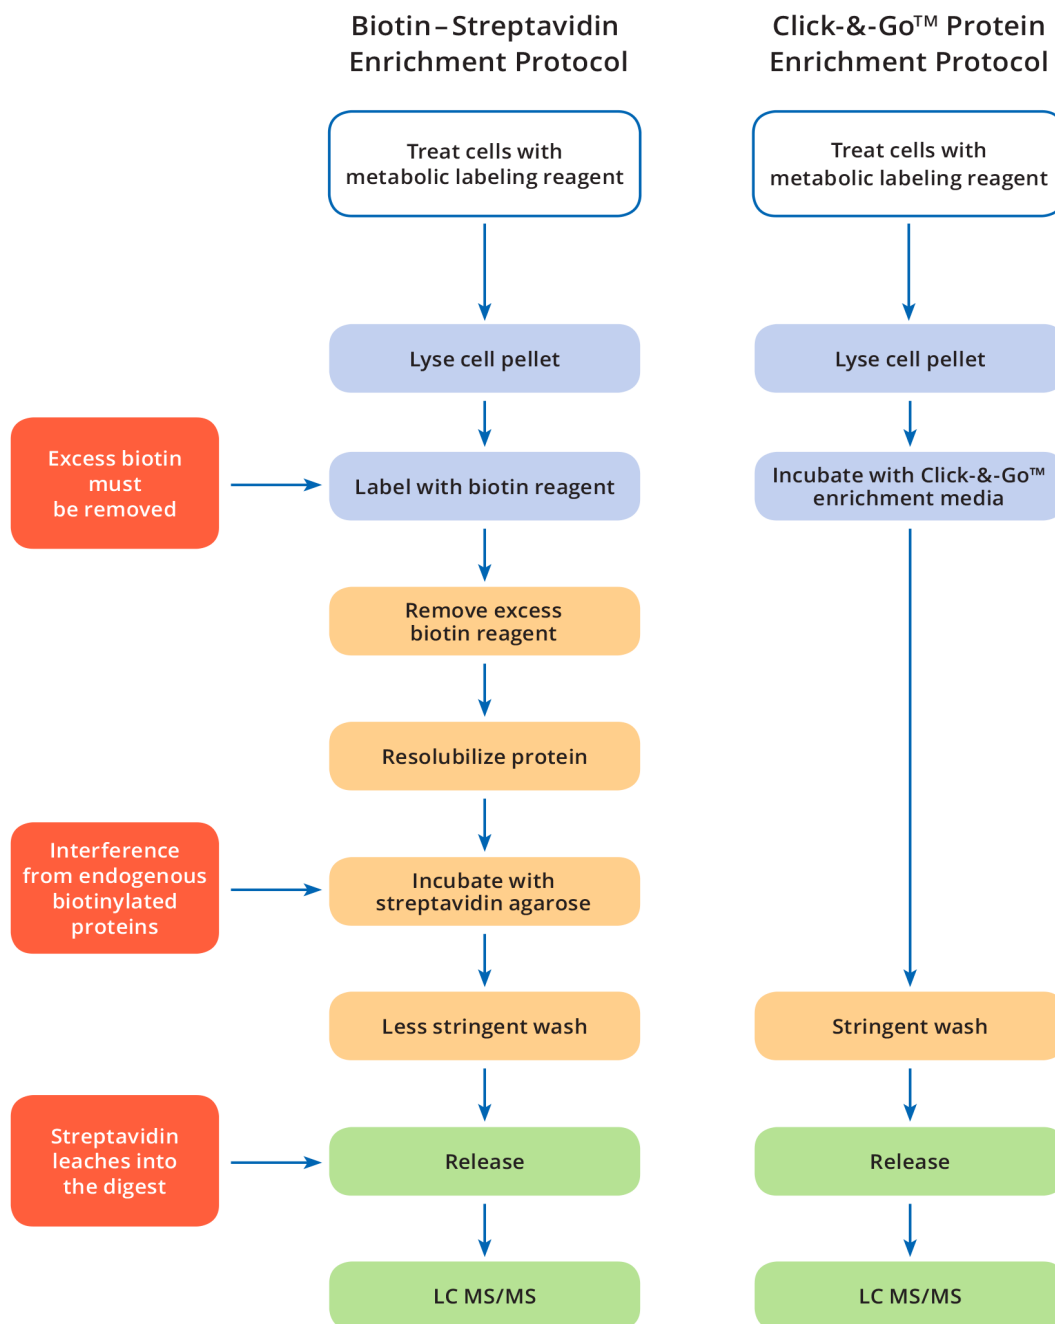 Biotin–Streptavidin
Enrichment Protocol
Click-&-Go™ Protein
Enrichment Protocol
Treat cells with
metabolic labeling reagent
Treat cells with
metabolic labeling reagent
Lyse cell pellet
Lyse cell pellet
Excess biotin
must
be removed
Label with biotin reagent
Incubate with Click-&-Go™
enrichment media
Remove excess
biotin reagent
Resolubilize protein
Interference
from endogenous
biotinylated
proteins
Incubate with
streptavidin agarose
Less stringent wash
Stringent wash
Streptavidin
leaches into
the digest
Release
Release
LC MS/MS
LC MS/MS